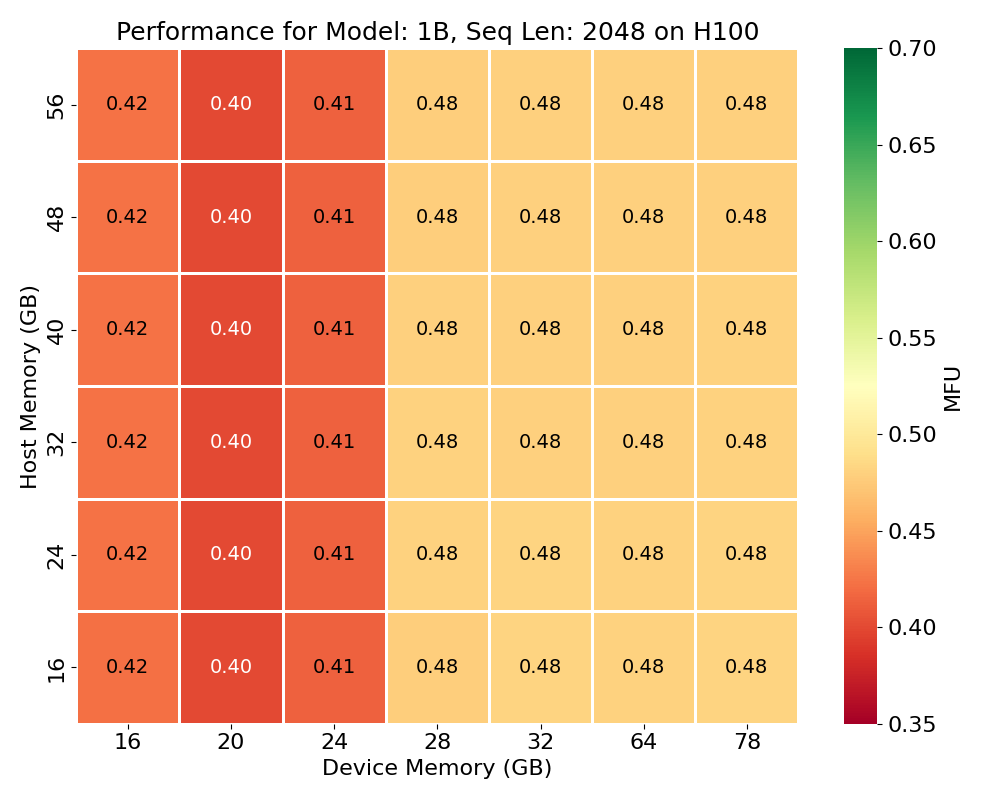 Performance for Model: 1B, Seq Len: 2048 on H100
56 0.42 0.40 0.41 0.48 0.48 0.48 0.48
48 0.42 0.40 0.41 0.48 0.48 0.48 0.48
40 0.42 0.40 0.41 0.48 0.48 0.48 0.48
32 0.42 0.40 0.41 0.48 0.48 0.48 0.48
24 0.42 0.40 0.41 0.48 0.48 0.48 0.48
16 0.42 0.40 0.41 0.48 0.48 0.48 0.48
16 20 24 28 32 64 78
Device Memory (GB)
Host Memory (GB)
0.70
0.65
0.60
0.55
0.50
0.45
0.40
0.35
MFU